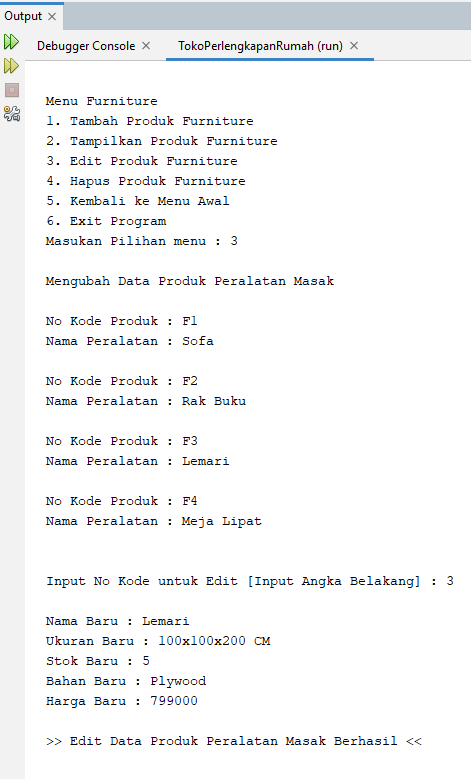 Output
Debugger Console
TokoPerlengkapanRumah (run)
Menu Furniture
1. Tambah Produk Furniture
2. Tampilkan Produk Furniture
3. Edit Produk Furniture
4. Hapus Produk Furniture
5. Kembali ke Menu Awal
6. Exit Program
Masukan Pilihan menu : 3
Mengubah Data Produk Peralatan Masak
No Kode Produk : F1
Nama Peralatan : Sofa
No Kode Produk : F2
Nama Peralatan : Rak Buku
No Kode Produk : F3
Nama Peralatan : Lemari
No Kode Produk : F4
Nama Peralatan : Meja Lipat
Input No Kode untuk Edit [Input Angka Belakang] : 3
Nama Baru : Lemari
Ukuran Baru : 100x100x200 CM
Stok Baru : 5
Bahan Baru : Plywood
Harga Baru : 799000
>> Edit Data Produk Peralatan Masak Berhasil <<